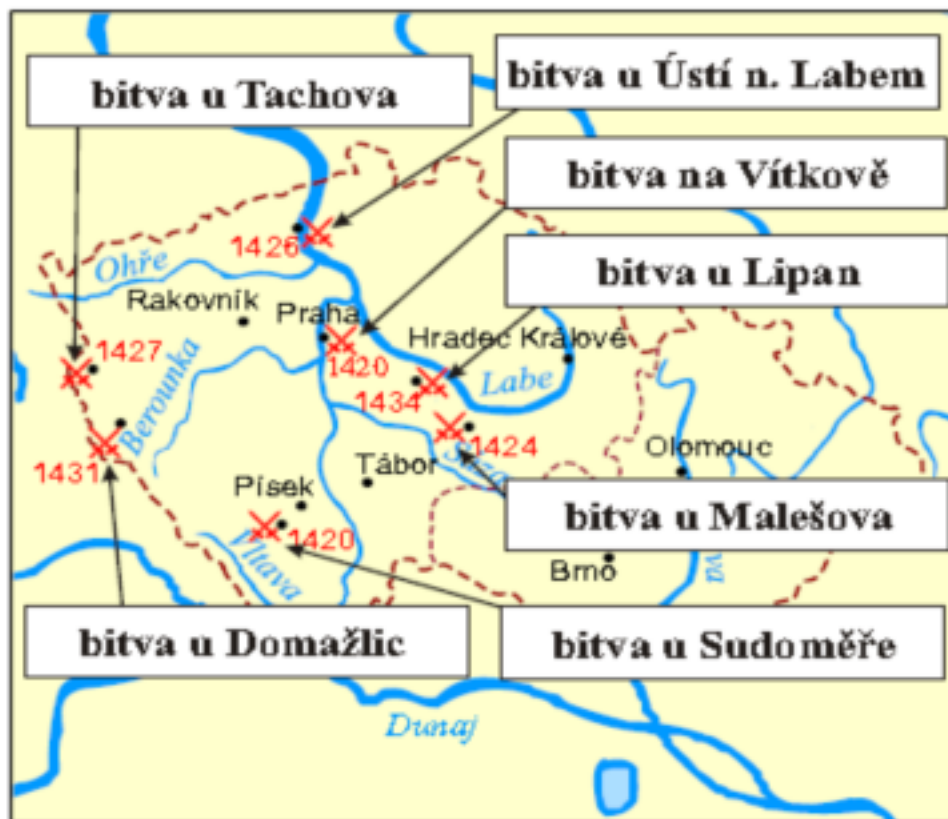 bitva u Tachova
bitva u Ústí n. Labem
bitva na Vítkově
bitva u Lipan
1426
Ohře
Rakovník
Praha
Hradec Králové
1427
1420
Labe
1434
Berounka
1424
1431
Olomouc
Tábor
Písek
bitva u Malešova
1420
Vltava
Brno
bitva u Domažlic
bitva u Sudoměře
Dunaj